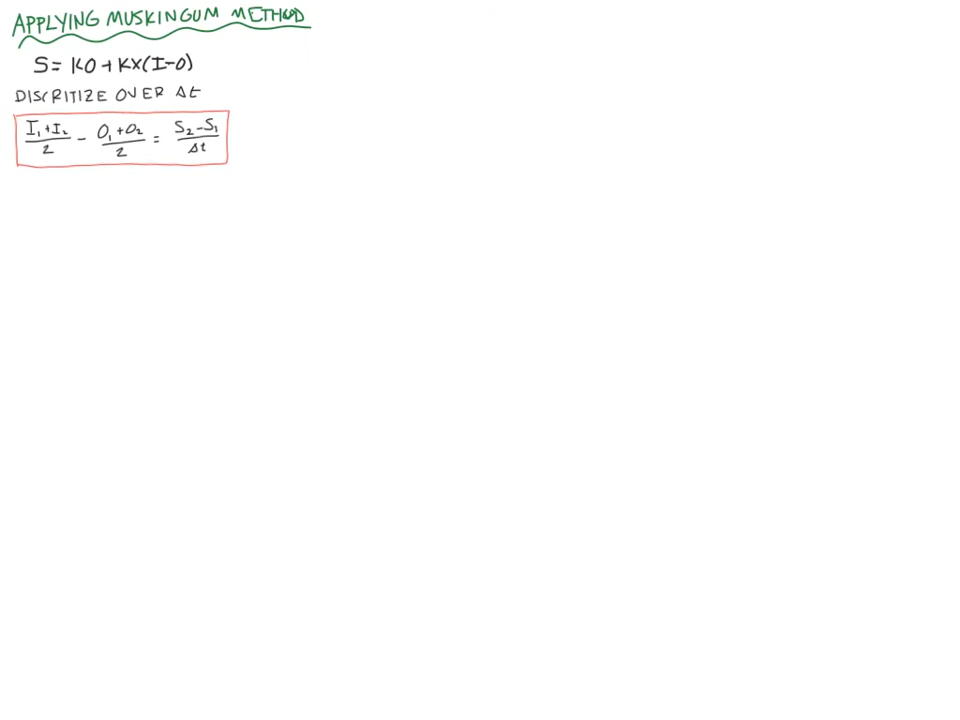 APPLYING MUSKINGUM METHOD
S = KO + KX(I-O)
DISCRITIZE OVER Δt
(I₁+I₂)/2 - (O₁+O₂)/2 = (S₂-S₁)/Δt